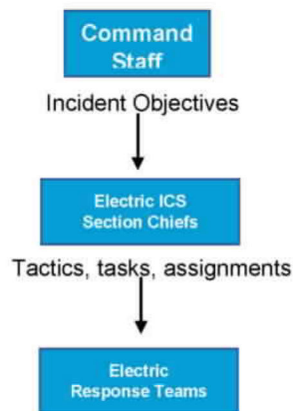 Command
Staff
Incident Objectives
Electric ICS
Section Chiefs
Tactics, tasks, assignments
Electric
Response Teams